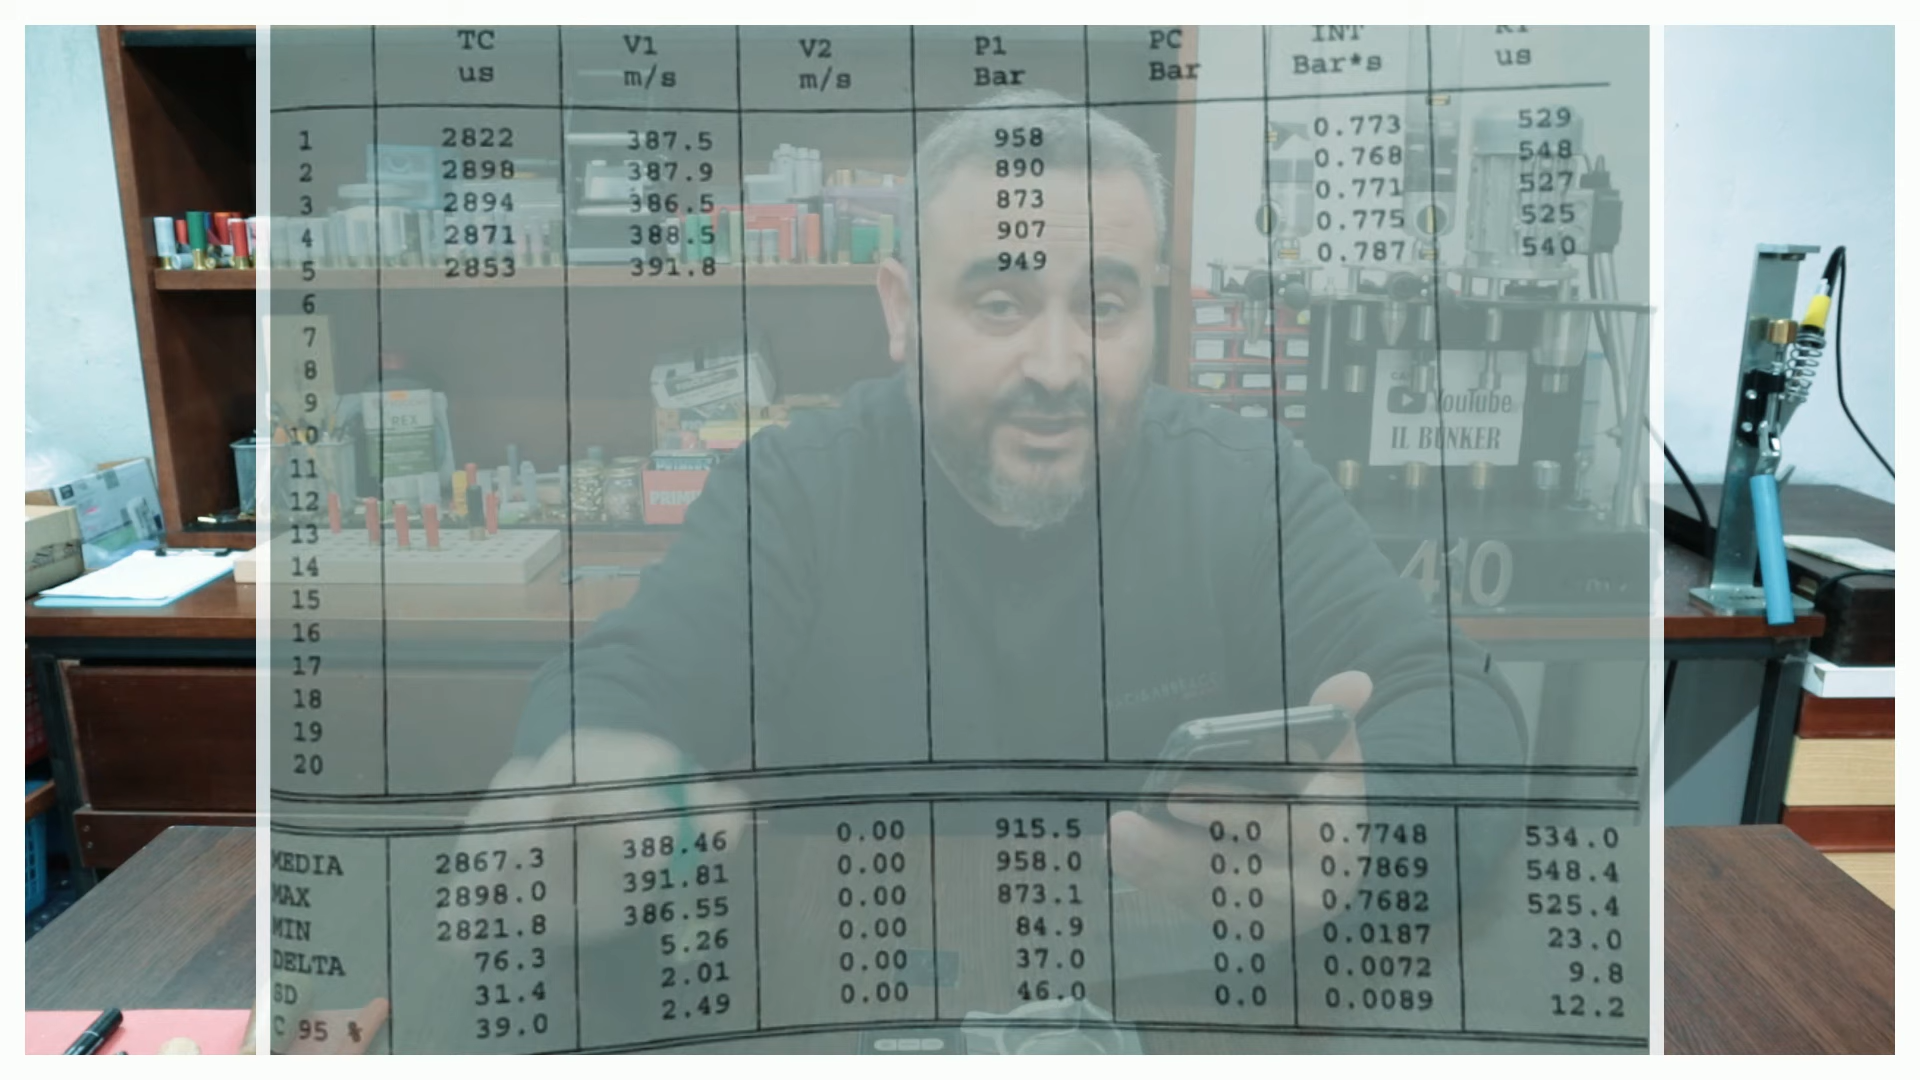 TC V1 V2 P1 PC INT
us m/s m/s Bar Bar Bar*s us
1 2822 387.5 958 0.773 529
2 2898 387.9 890 0.768 548
3 2894 386.5 873 0.771 527
4 2871 388.5 907 0.775 525
5 2853 391.8 949 0.787 540
6
7
8
9
10
11
12
13
14
15
16
17
18
19
20
MEDIA 2867.3 388.46 0.00 915.5 0.0 0.7748 534.0
MAX 2898.0 391.81 0.00 958.0 0.0 0.7869 548.4
MIN 2821.8 386.55 0.00 873.1 0.0 0.7682 525.4
DELTA 76.3 5.26 0.00 84.9 0.0 0.0187 23.0
SD 31.4 2.01 0.00 37.0 0.0 0.0072 9.8
C 95 % 39.0 2.49 0.00 46.0 0.0 0.0089 12.2
REX
YouTube
IL BUNKER
410